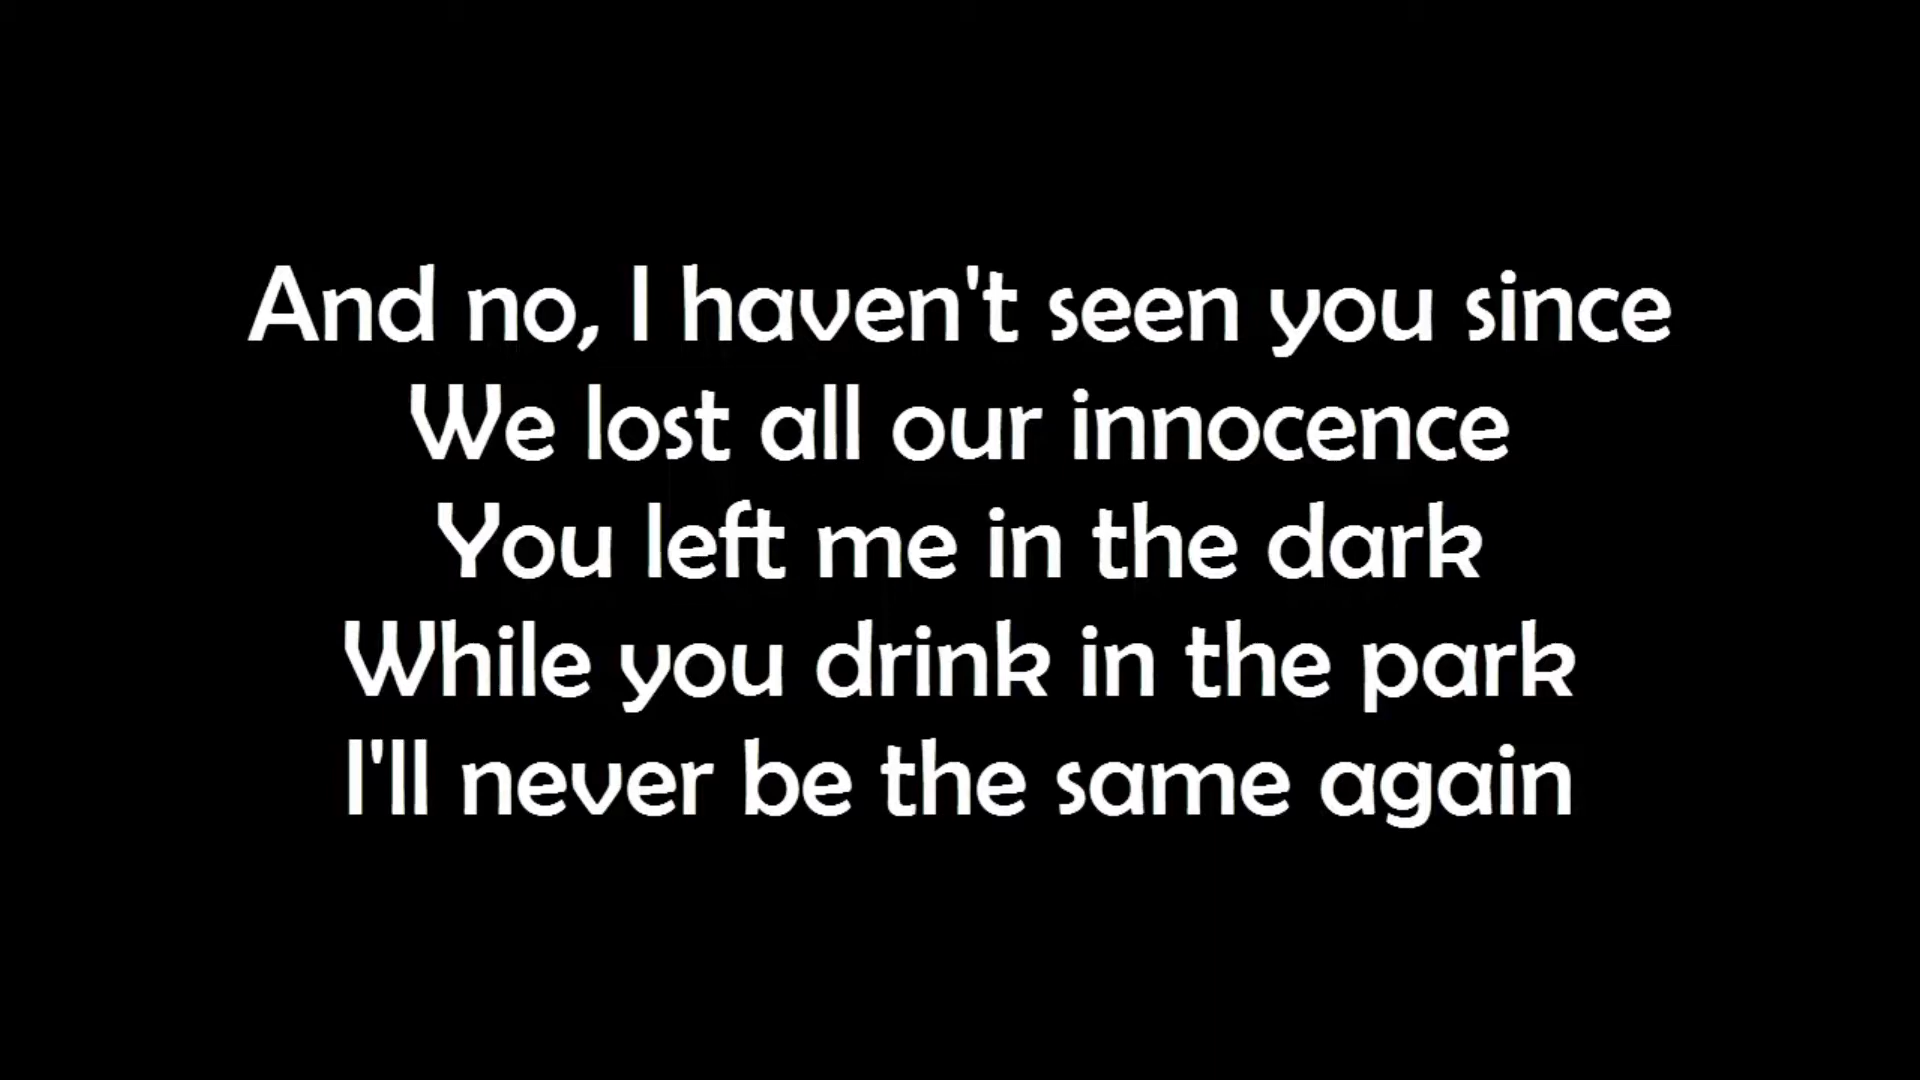 And no, I haven't seen you since
We lost all our innocence
You left me in the dark
While you drink in the park
I'll never be the same again